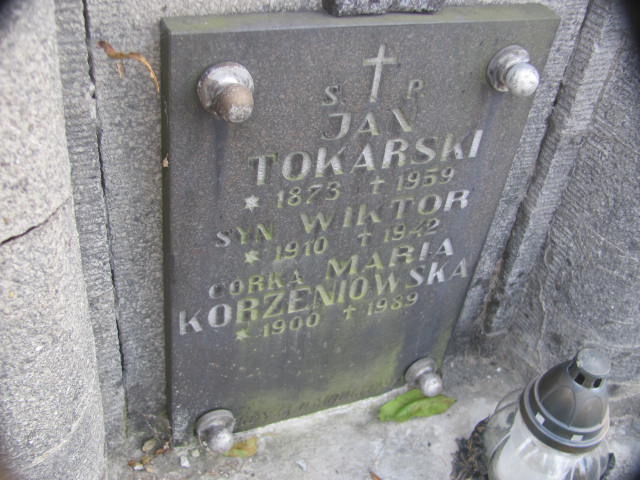 S P
JAN
TOKARSKI
* 1873 + 1959
SYN WIKTOR
* 1910 + 1942
CÓRKA MARIA
KORZENIOWSKA
* 1900 + 1989